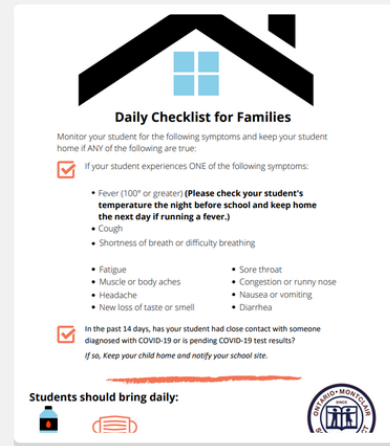 Daily Checklist for Families
Monitor your student for the following symptoms and keep your student
home if ANY of the following are true:
If your student experiences ONE of the following symptoms:
• Fever (100° or greater) (Please check your student's
temperature the night before school and keep home
the next day if running a fever.)
• Cough
• Shortness of breath or difficulty breathing
• Fatigue
• Muscle or body aches
• Headache
• New loss of taste or smell
• Sore throat
• Congestion or runny nose
• Nausea or vomiting
• Diarrhea
In the past 14 days, has your student had close contact with someone
diagnosed with COVID-19 or is pending COVID-19 test results?
If so, Keep your child home and notify your school site.
Students should bring daily:
ONTARIO-MONTCLAIR
SINCE